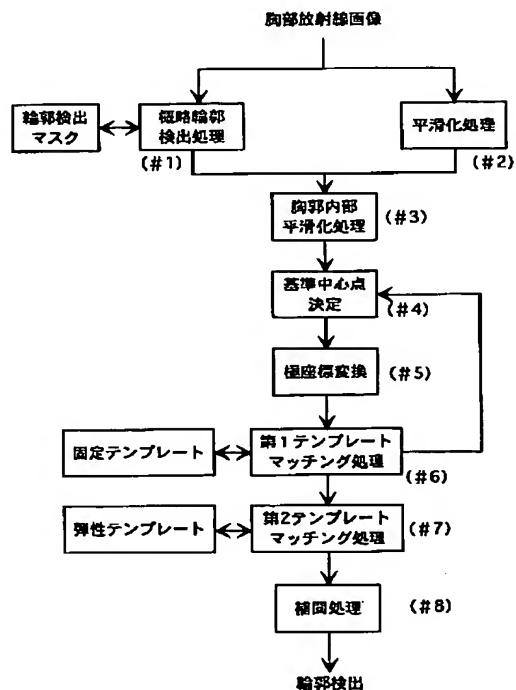 胸部放射線画像
輪郭検出
マスク
概略輪郭
検出処理
(#1)
平滑化処理
(#2)
胸郭内部
平滑化処理
(#3)
基準中心点
決定
(#4)
極座標変換
(#5)
固定テンプレート
第1テンプレート
マッチング処理
(#6)
弾性テンプレート
第2テンプレート
マッチング処理
(#7)
補間処理
(#8)
輪郭検出